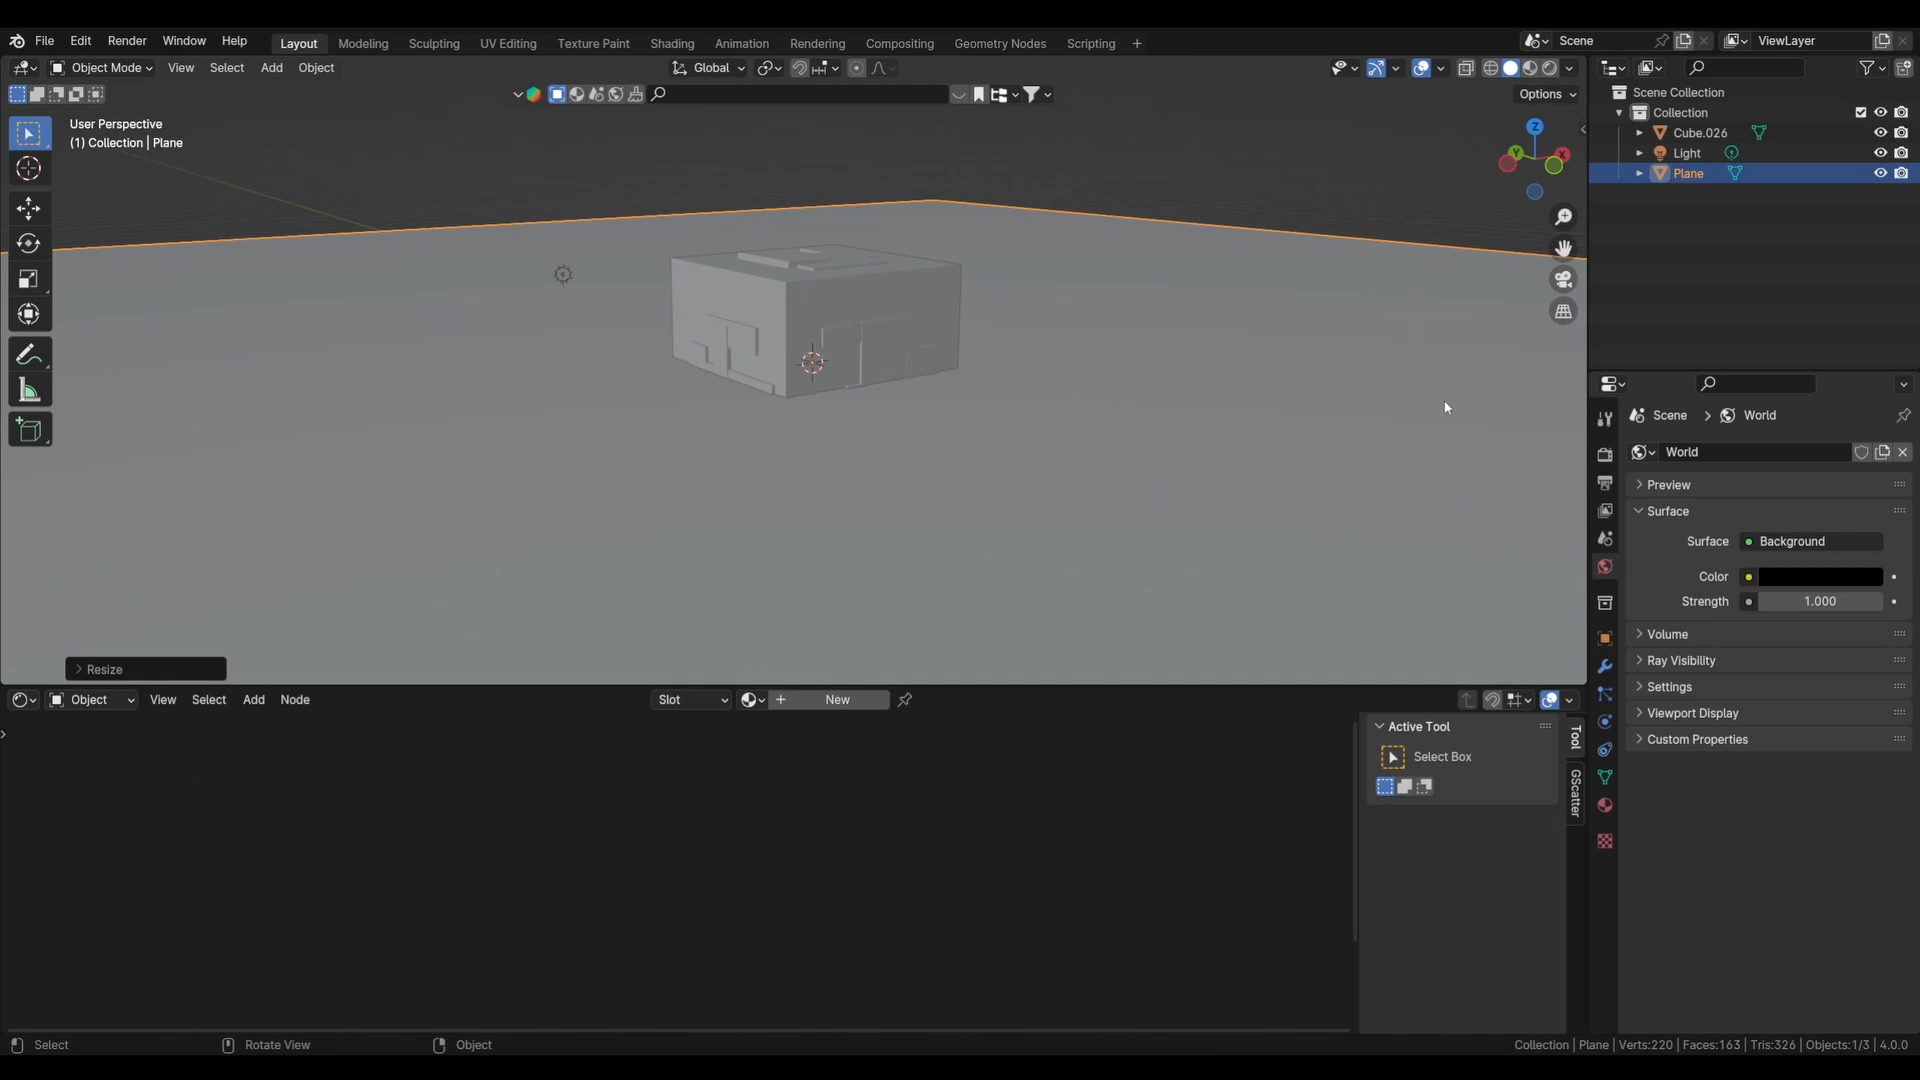 File Edit Render Window Help Layout Modeling Sculpting UV Editing Texture Paint Shading Animation Rendering Compositing Geometry Nodes Scripting + Scene ViewLayer
Object Mode View Select Add Object Global
Options
User Perspective
(1) Collection | Plane
Z
Y
X
Scene Collection
Collection
Cube.026
Light
Plane
Scene > World
World
Preview
Surface
Surface Background
Color
Strength 1.000
Volume
Ray Visibility
Settings
Viewport Display
Custom Properties
Resize
Object View Select Add Node Slot New
Active Tool
Select Box
Tool
GScatter
Select Rotate View Object Collection | Plane | Verts:220 | Faces:163 | Tris:326 | Objects:1/3 | 4.0.0